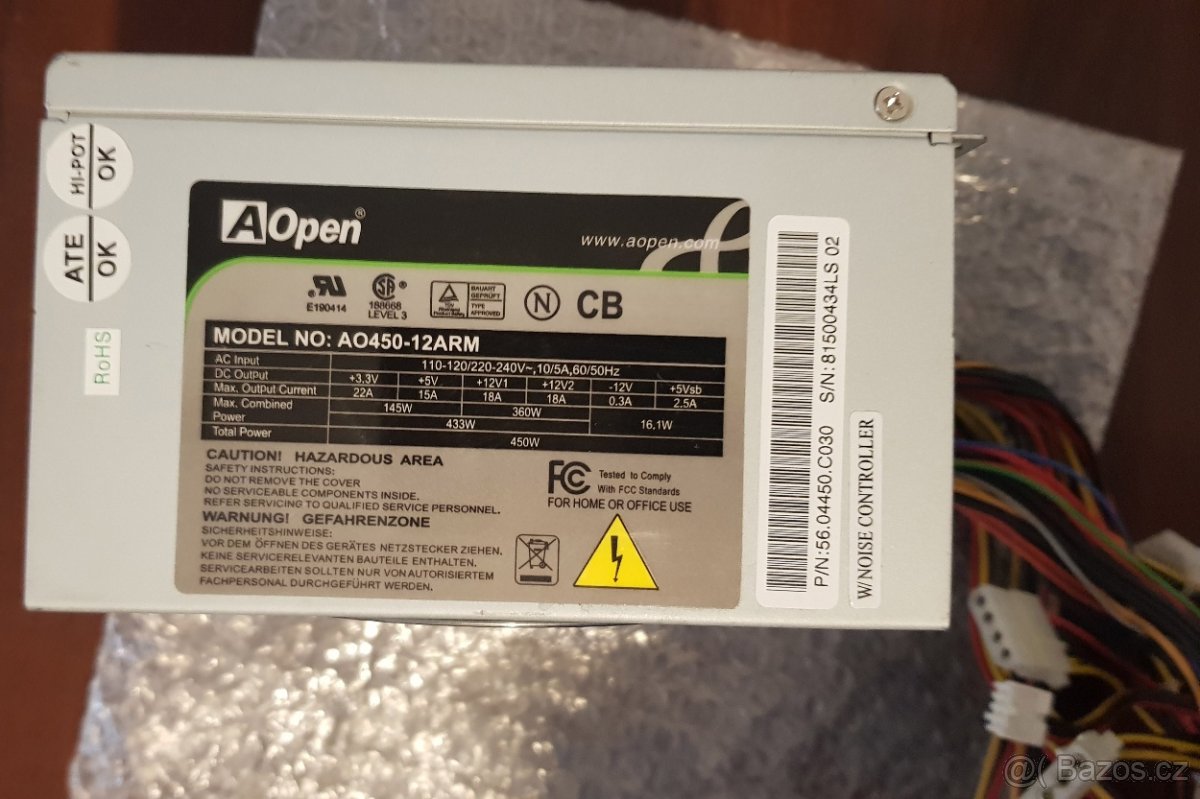 HI-POT
OK
ATE
OK
RoHS
AOpen®
www.aopen.com
E190414
SA ®
188668
LEVEL 3
TÜV
Rheinland
Product Safety
BAUART
GEPRÜFT
TYPE
APPROVED
N
CB
MODEL NO: AO450-12ARM
AC Input 110-120/220-240V~,10/5A,60/50Hz
DC Output +3.3V +5V +12V1 +12V2 -12V +5Vsb
Max. Output Current 22A 15A 18A 18A 0.3A 2.5A
Max. Combined Power 145W 360W
433W 16.1W
Total Power 450W
CAUTION! HAZARDOUS AREA
SAFETY INSTRUCTIONS:
DO NOT REMOVE THE COVER
NO SERVICEABLE COMPONENTS INSIDE.
REFER SERVICING TO QUALIFIED SERVICE PERSONNEL.
WARNUNG! GEFAHRENZONE
SICHERHEITSHINWEISE:
VOR DEM ÖFFNEN DES GERÄTES NETZSTECKER ZIEHEN.
KEINE SERVICERELEVANTEN BAUTEILE ENTHALTEN.
SERVICEARBEITEN SOLLTEN NUR VON AUTORISIERTEM
FACHPERSONAL DURCHGEFÜHRT WERDEN.
FC Tested to Comply
With FCC Standards
FOR HOME OR OFFICE USE
P/N:56.04450.C030 S/N:81500434LS 02
W/NOISE CONTROLLER
@( Bazos.cz